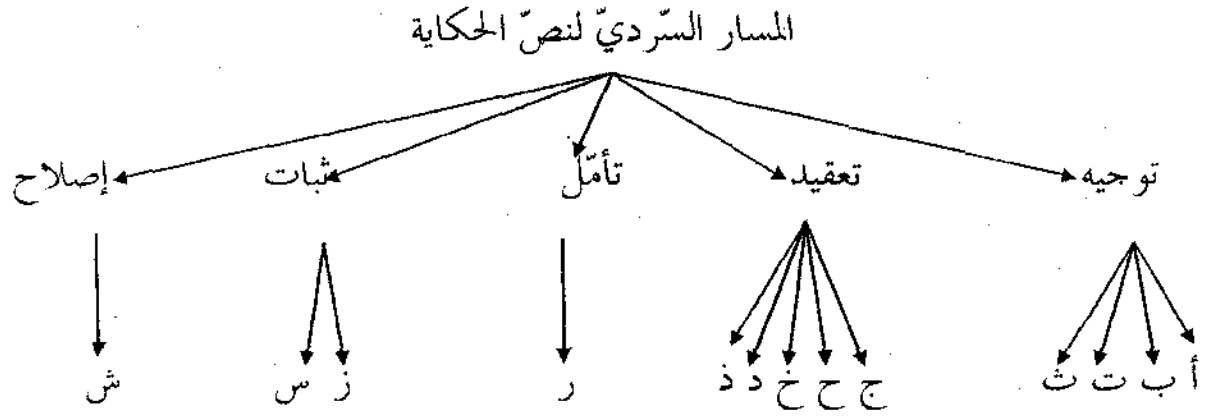 المسار السّرديّ لنصّ الحكاية
توجيه تعقيد تأمّل ثبات إصلاح
أ ب ت ث ج ح خ د ذ ر ز س ش